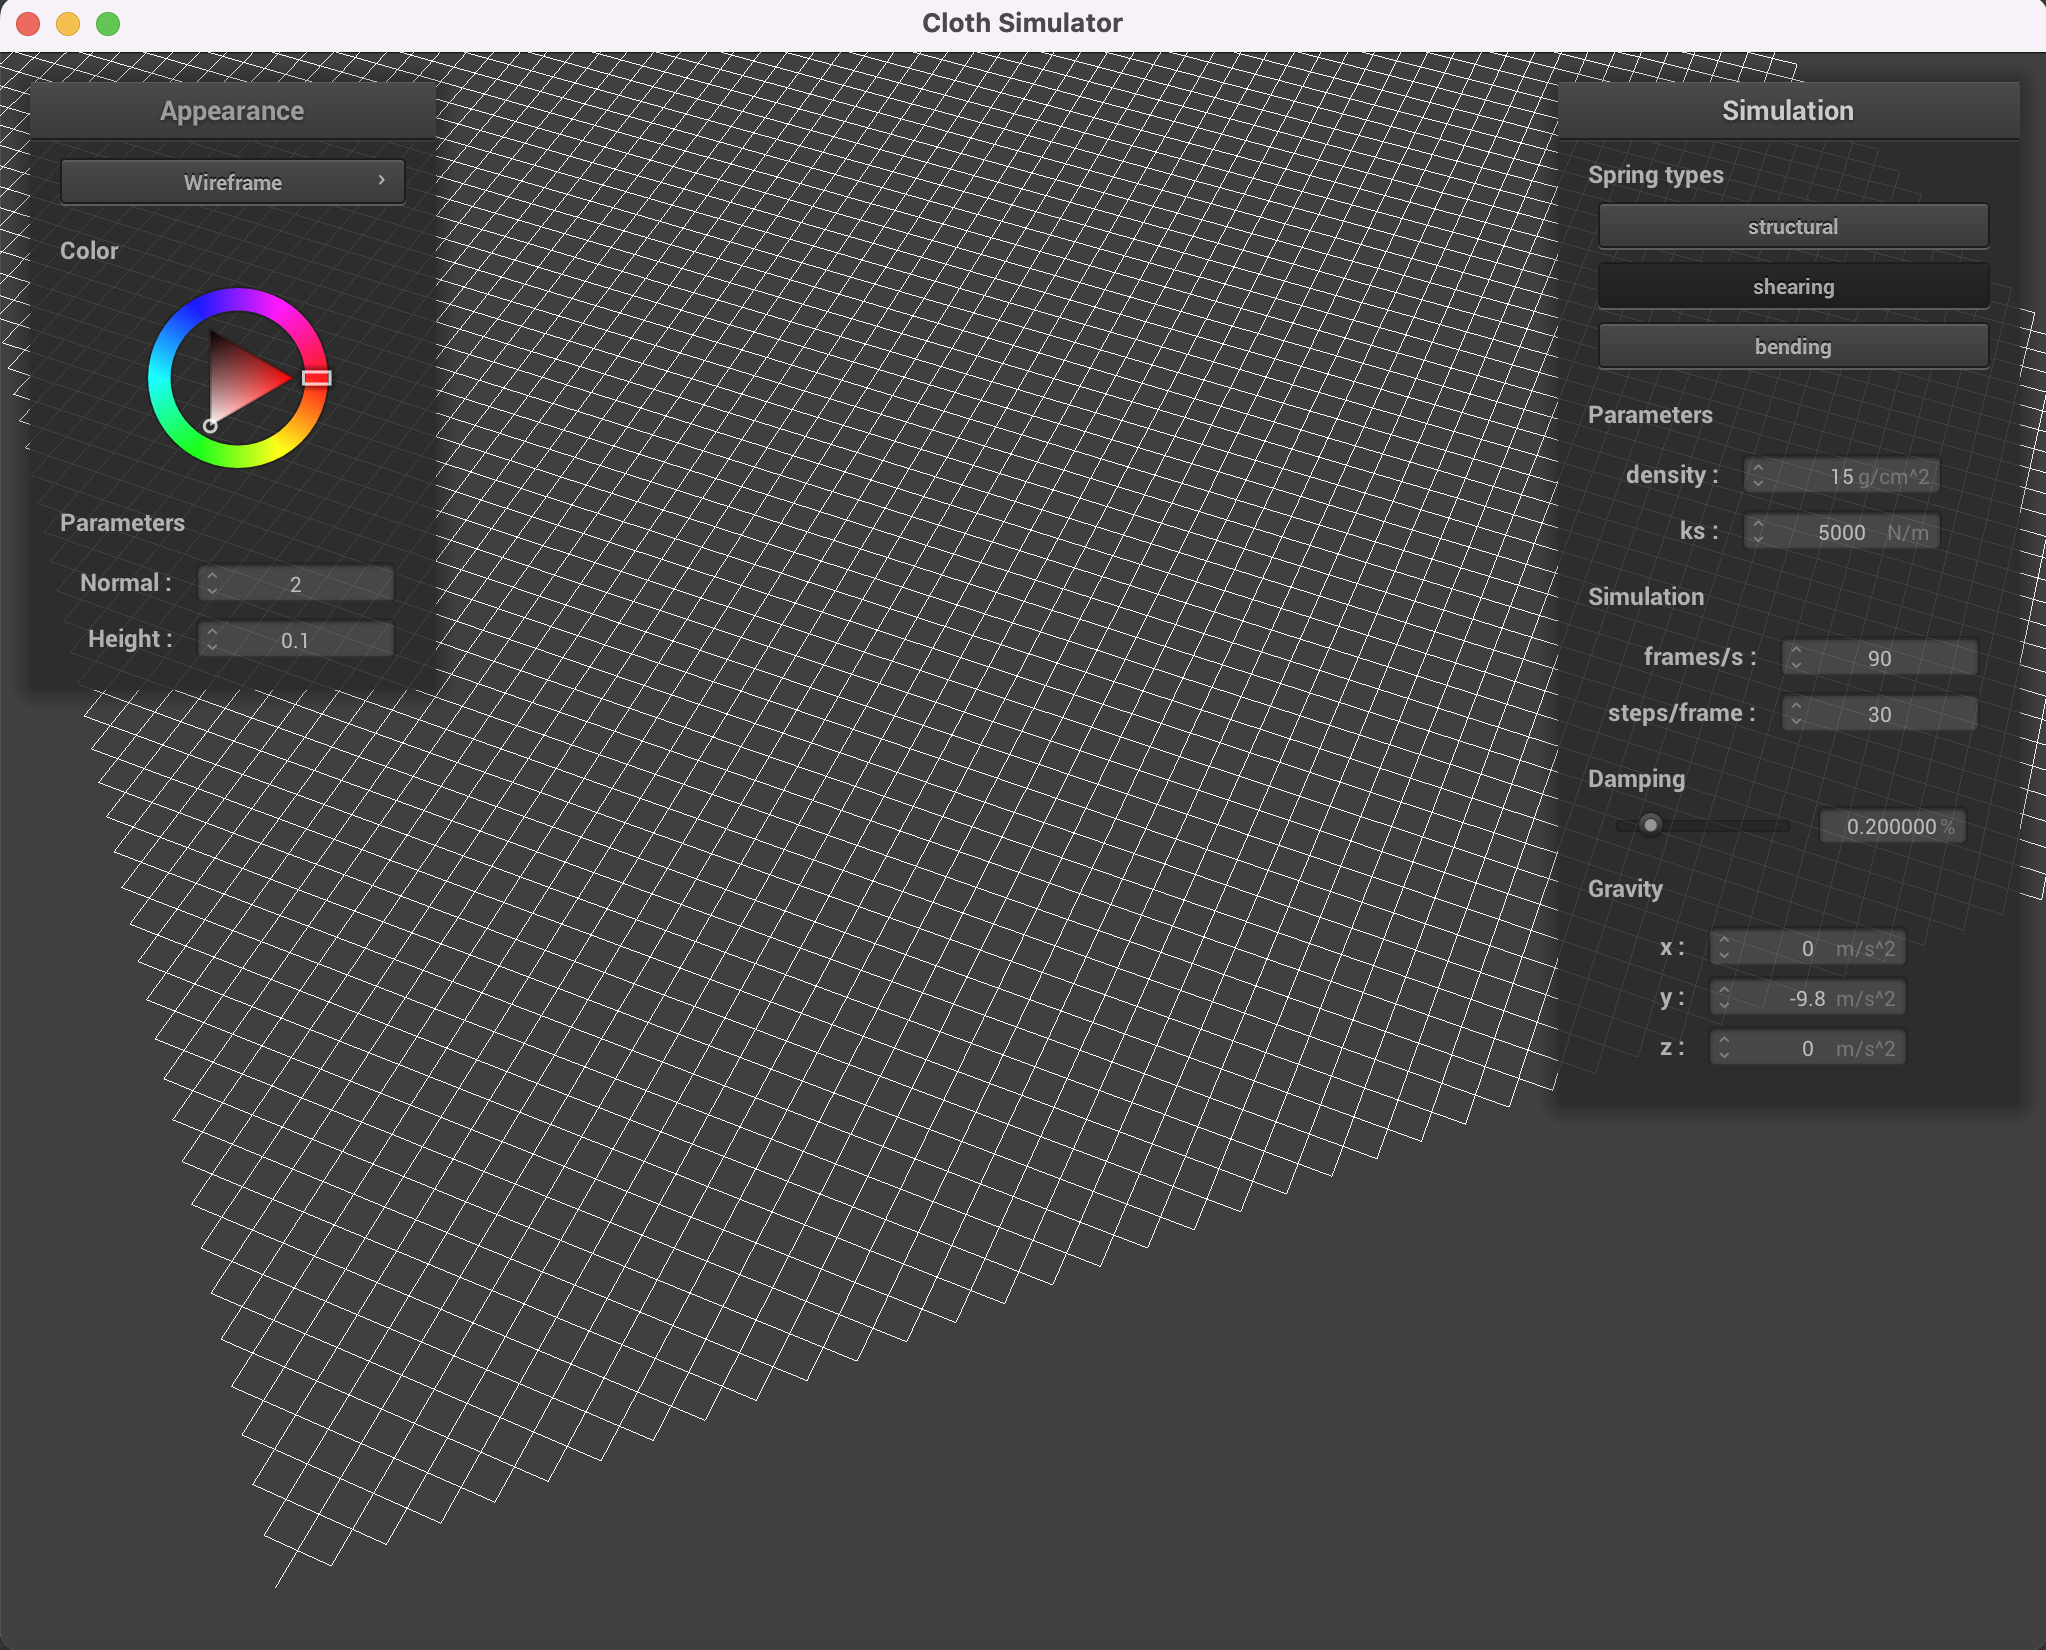 Cloth Simulator
Appearance
Wireframe
Color
Parameters
Normal : 2
Height : 0.1
Simulation
Spring types
structural
shearing
bending
Parameters
density : 15 g/cm^2
ks : 5000 N/m
Simulation
frames/s : 90
steps/frame : 30
Damping
0.200000 %
Gravity
x : 0 m/s^2
y : -9.8 m/s^2
z : 0 m/s^2